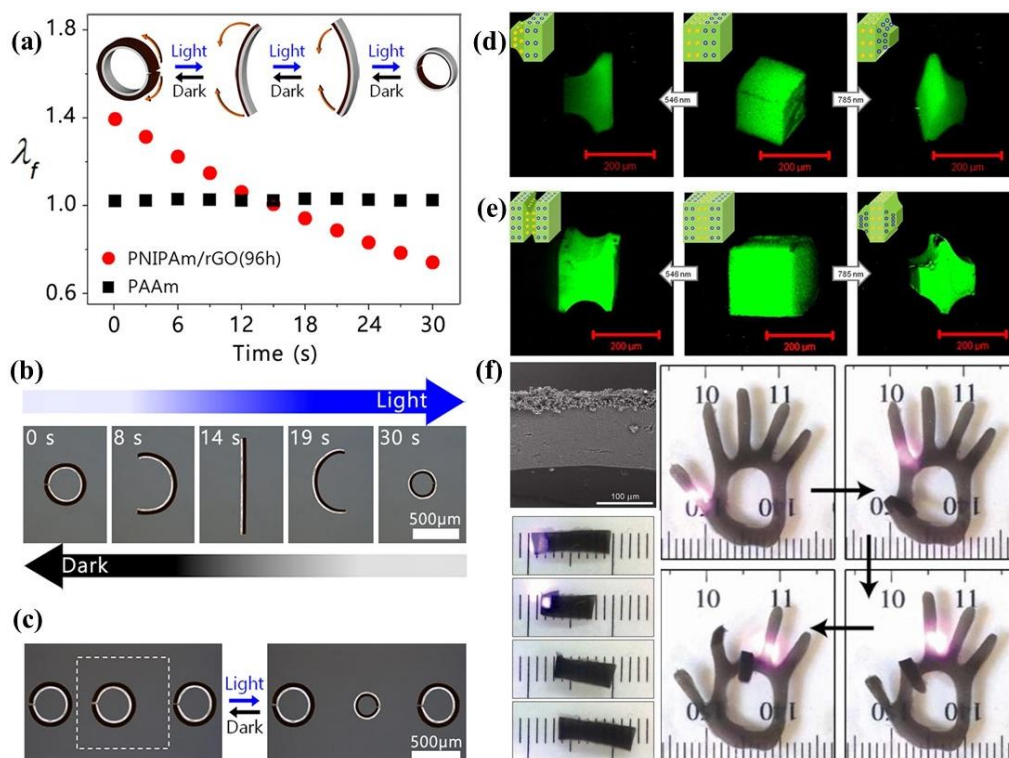 (a)
1.8
1.4
1.0
0.6
λf
Light
Dark
Light
Dark
Light
Dark
PNIPAm/rGO(96h)
PAAm
0 6 12 18 24 30
Time (s)
(b)
Light
0 s
8 s
14 s
19 s
30 s
500μm
Dark
(c)
Light
Dark
500μm
(d)
546 nm
785 nm
200 μm
200 μm
200 μm
(e)
546 nm
785 nm
200 μm
200 μm
200 μm
(f)
100 μm
10 11
10 11
10 11
10 11